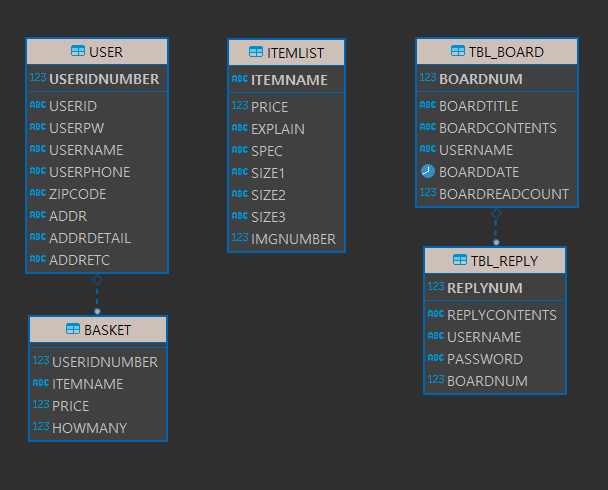 USER
123 USERIDNUMBER
ABC USERID
ABC USERPW
ABC USERNAME
ABC USERPHONE
ABC ZIPCODE
ABC ADDR
ABC ADDRDETAIL
ABC ADDRETC
BASKET
123 USERIDNUMBER
ABC ITEMNAME
123 PRICE
123 HOWMANY
ITEMLIST
ABC ITEMNAME
123 PRICE
ABC EXPLAIN
ABC SPEC
ABC SIZE1
ABC SIZE2
ABC SIZE3
123 IMGNUMBER
TBL_BOARD
123 BOARDNUM
ABC BOARDTITLE
ABC BOARDCONTENTS
ABC USERNAME
BOARDDATE
123 BOARDREADCOUNT
TBL_REPLY
123 REPLYNUM
ABC REPLYCONTENTS
ABC USERNAME
ABC PASSWORD
123 BOARDNUM